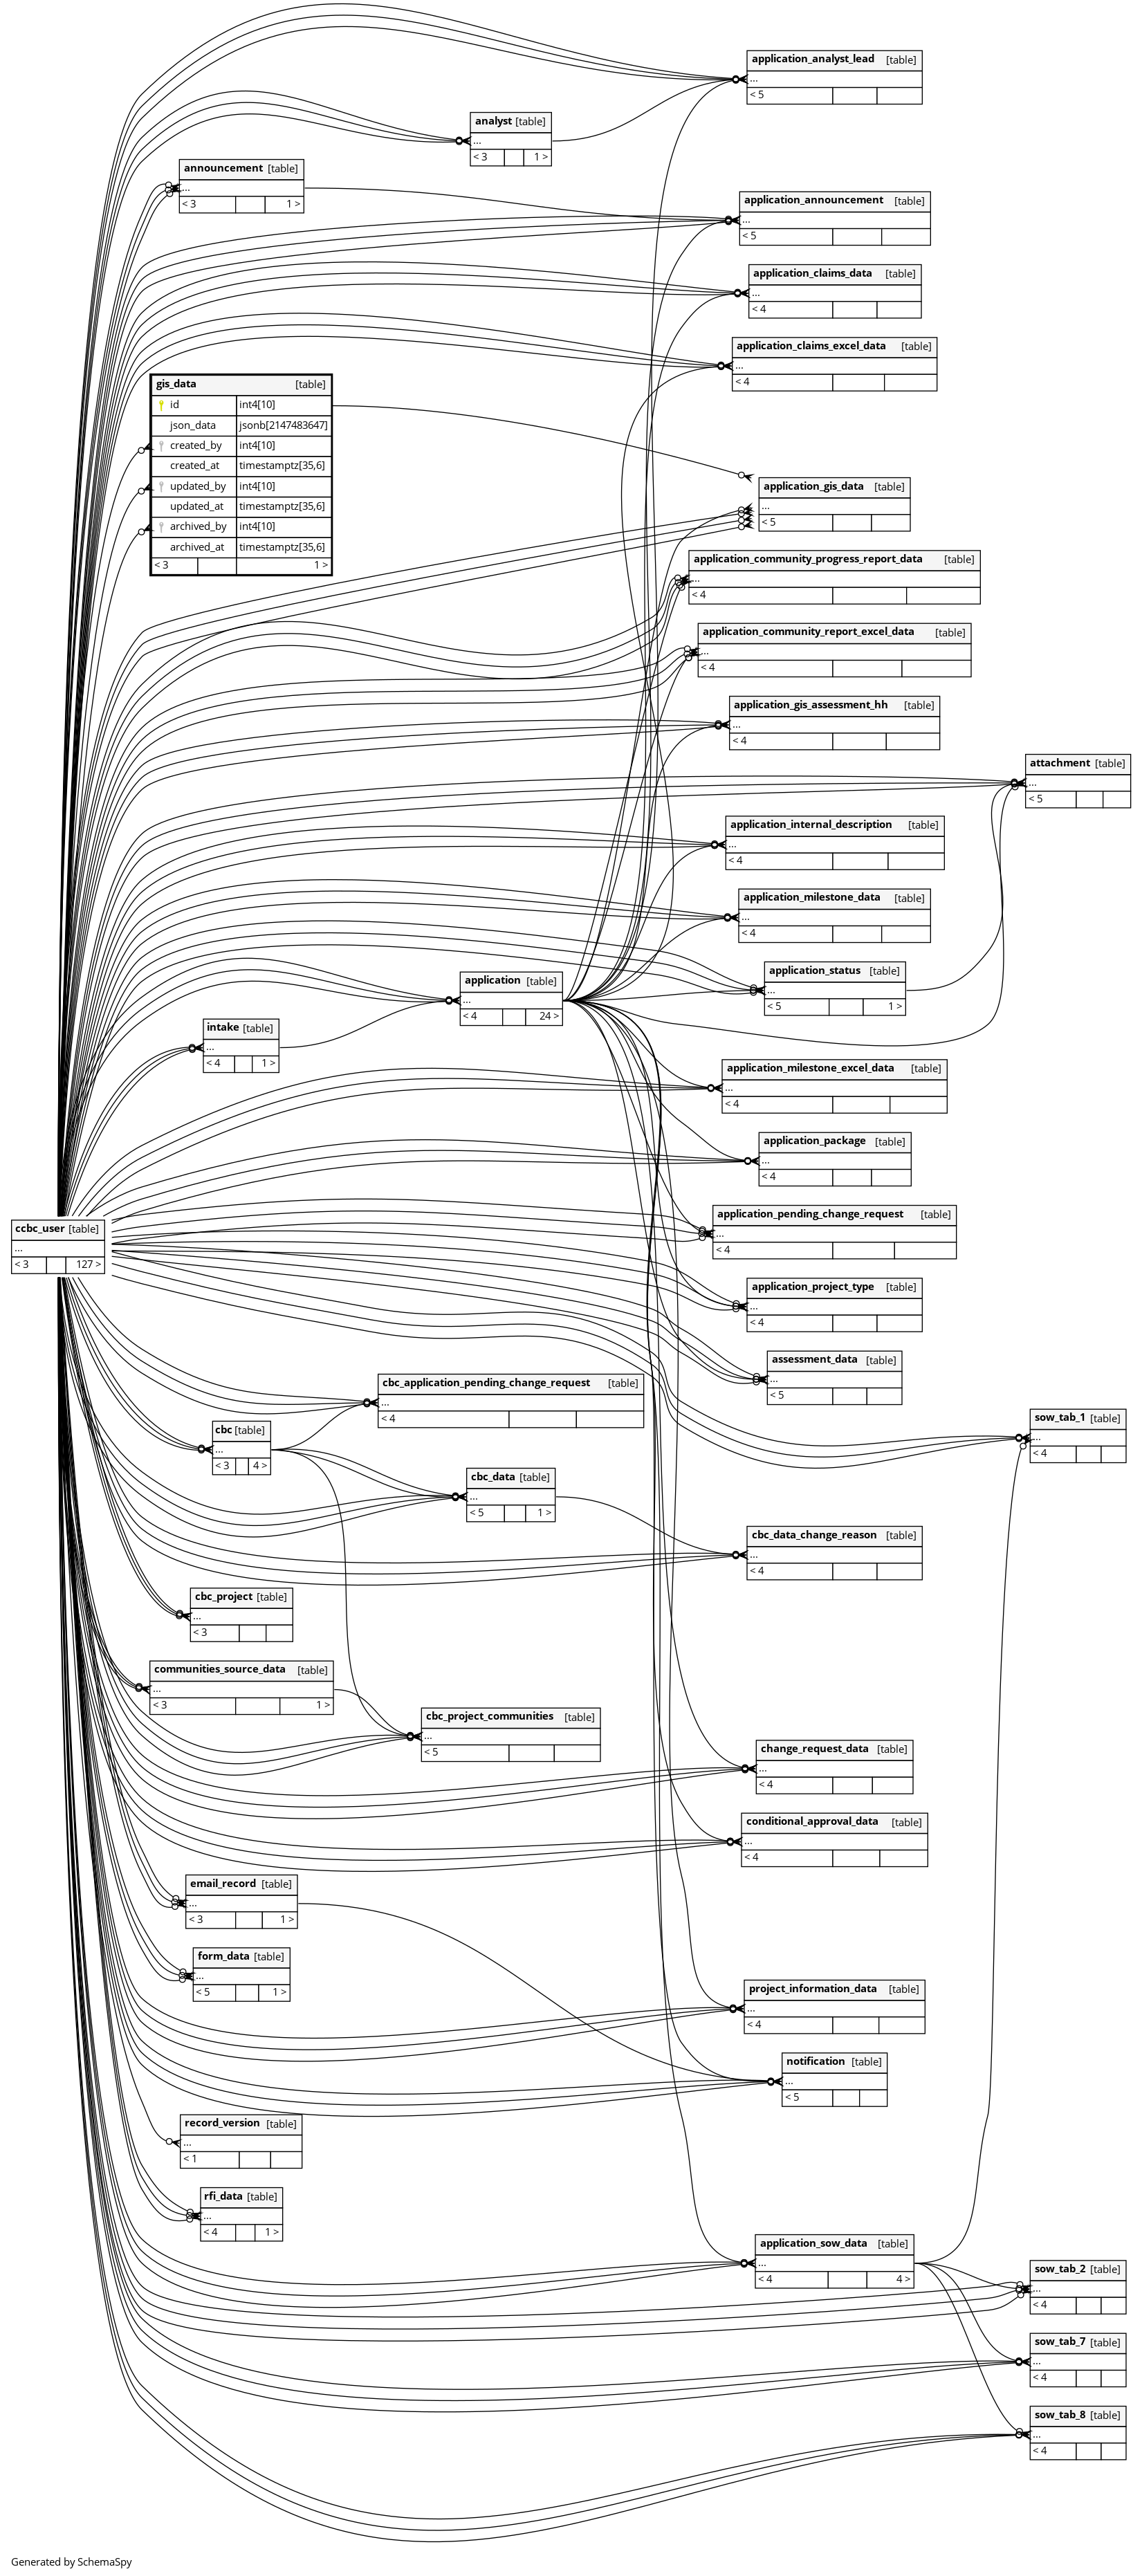 application_analyst_lead [table]
...
< 5
analyst [table]
...
< 3 1 >
announcement [table]
...
< 3 1 >
application_announcement [table]
...
< 5
application_claims_data [table]
...
< 4
application_claims_excel_data [table]
...
< 4
gis_data [table]
id int4[10]
json_data jsonb[2147483647]
created_by int4[10]
created_at timestamptz[35,6]
updated_by int4[10]
updated_at timestamptz[35,6]
archived_by int4[10]
archived_at timestamptz[35,6]
< 3 1 >
application_gis_data [table]
...
< 5
application_community_progress_report_data [table]
...
< 4
application_community_report_excel_data [table]
...
< 4
application_gis_assessment_hh [table]
...
< 4
attachment [table]
...
< 5
application_internal_description [table]
...
< 4
application_milestone_data [table]
...
< 4
application_status [table]
...
< 5 1 >
application [table]
...
< 4 24 >
intake [table]
...
< 4 1 >
application_milestone_excel_data [table]
...
< 4
application_package [table]
...
< 4
application_pending_change_request [table]
...
< 4
ccbc_user [table]
...
< 3 127 >
application_project_type [table]
...
< 4
assessment_data [table]
...
< 5
cbc_application_pending_change_request [table]
...
< 4
sow_tab_1 [table]
...
< 4
cbc [table]
...
< 3 4 >
cbc_data [table]
...
< 5 1 >
cbc_data_change_reason [table]
...
< 4
cbc_project [table]
...
< 3
communities_source_data [table]
...
< 3 1 >
cbc_project_communities [table]
...
< 5
change_request_data [table]
...
< 4
conditional_approval_data [table]
...
< 4
email_record [table]
...
< 3 1 >
form_data [table]
...
< 5 1 >
project_information_data [table]
...
< 4
notification [table]
...
< 5
record_version [table]
...
< 1
rfi_data [table]
...
< 4 1 >
application_sow_data [table]
...
< 4 4 >
sow_tab_2 [table]
...
< 4
sow_tab_7 [table]
...
< 4
sow_tab_8 [table]
...
< 4
Generated by SchemaSpy